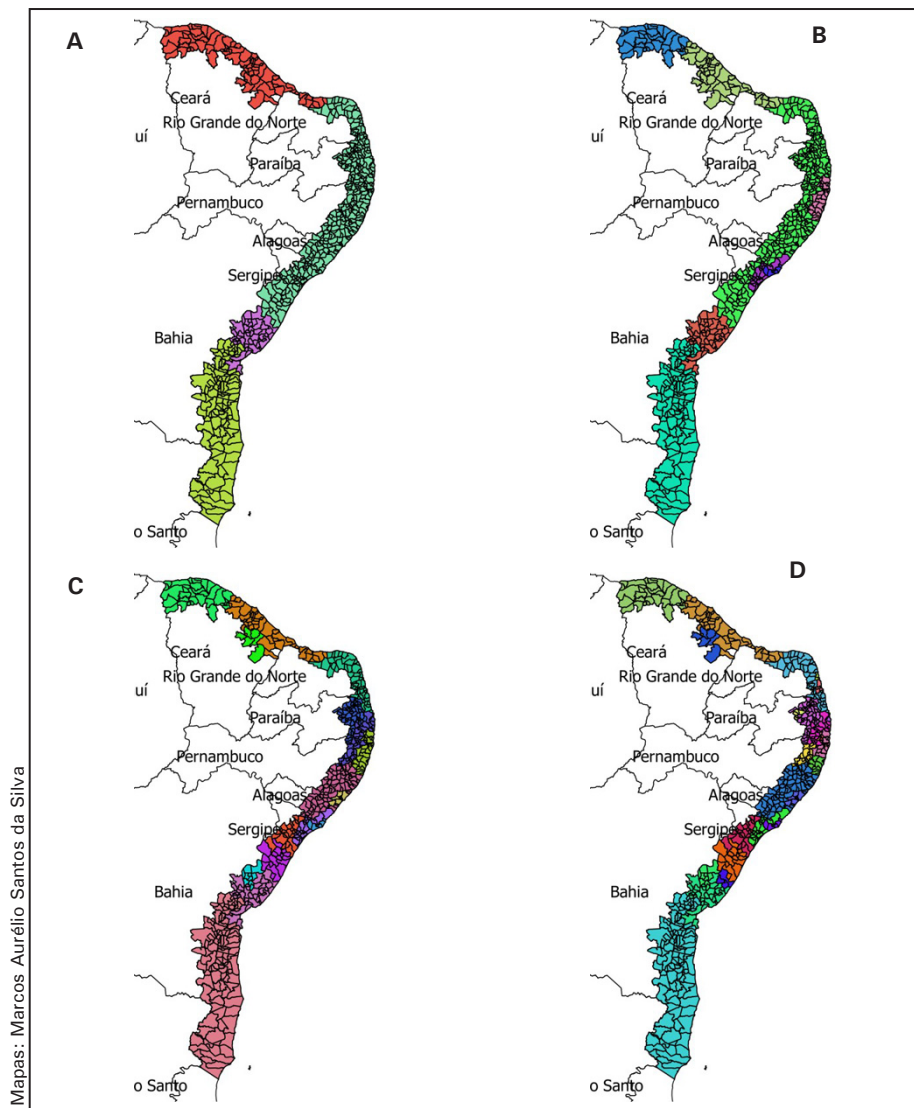 A
Ceará
Rio Grande do Norte
uí
Paraíba
Pernambuco
Alagoas
Sergipe
Bahia
o Santo
B
Ceará
Rio Grande do Norte
uí
Paraíba
Pernambuco
Alagoas
Sergipe
Bahia
o Santo
C
Ceará
Rio Grande do Norte
uí
Paraíba
Pernambuco
Alagoas
Sergipe
Bahia
o Santo
D
Ceará
Rio Grande do Norte
uí
Paraíba
Pernambuco
Alagoas
Sergipe
Bahia
o Santo
Mapas: Marcos Aurélio Santos da Silva